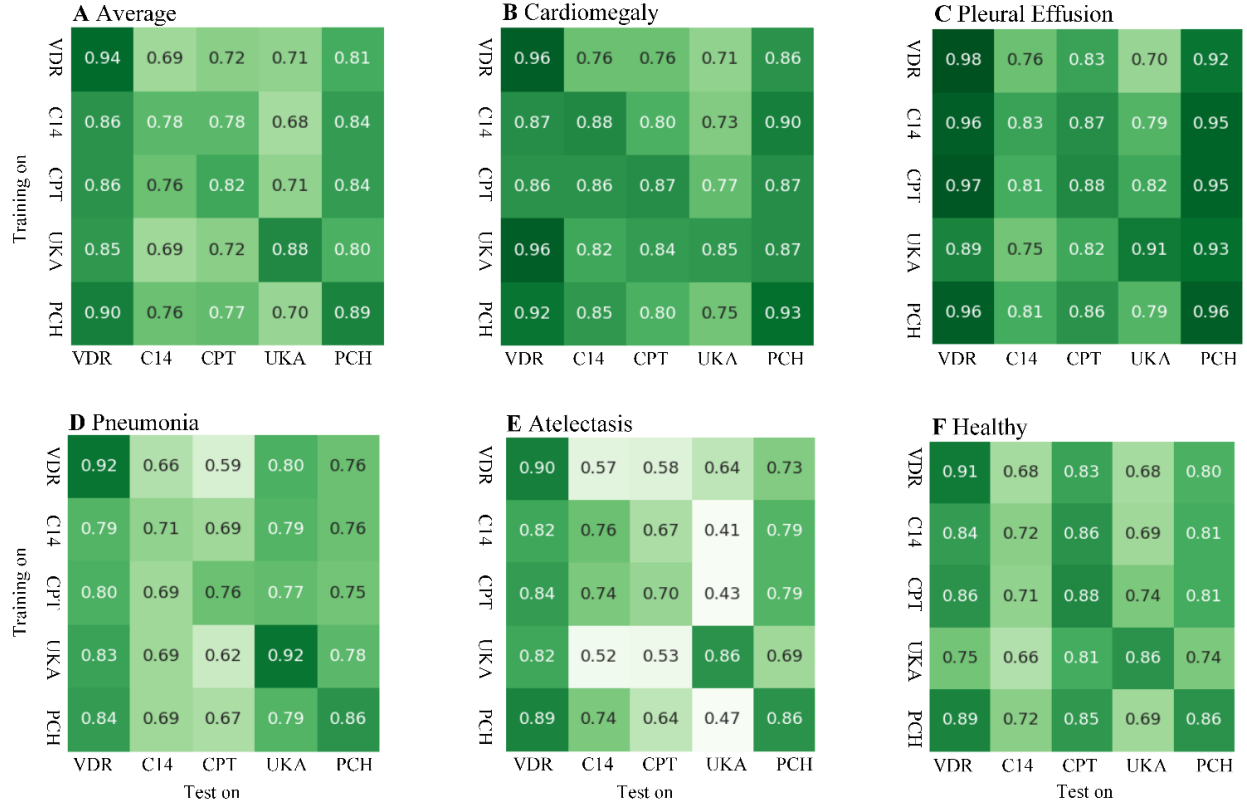 A Average
VDR 0.94 0.69 0.72 0.71 0.81
C14 0.86 0.78 0.78 0.68 0.84
CPT 0.86 0.76 0.82 0.71 0.84
UKA 0.85 0.69 0.72 0.88 0.80
PCH 0.90 0.76 0.77 0.70 0.89
VDR C14 CPT UKA PCH
Training on
B Cardiomegaly
0.96 0.76 0.76 0.71 0.86
0.87 0.88 0.80 0.73 0.90
0.86 0.86 0.87 0.77 0.87
0.96 0.82 0.84 0.85 0.87
0.92 0.85 0.80 0.75 0.93
VDR C14 CPT UKA PCH
VDR
C14
CPT
UKA
PCH
C Pleural Effusion
0.98 0.76 0.83 0.70 0.92
0.96 0.83 0.87 0.79 0.95
0.97 0.81 0.88 0.82 0.95
0.89 0.75 0.82 0.91 0.93
0.96 0.81 0.86 0.79 0.96
VDR C14 CPT UKA PCH
VDR
C14
CPT
UKA
PCH
D Pneumonia
VDR 0.92 0.66 0.59 0.80 0.76
C14 0.79 0.71 0.69 0.79 0.76
CPT 0.80 0.69 0.76 0.77 0.75
UKA 0.83 0.69 0.62 0.92 0.78
PCH 0.84 0.69 0.67 0.79 0.86
VDR C14 CPT UKA PCH
Training on
Test on
E Atelectasis
VDR 0.90 0.57 0.58 0.64 0.73
C14 0.82 0.76 0.67 0.41 0.79
CPT 0.84 0.74 0.70 0.43 0.79
UKA 0.82 0.52 0.53 0.86 0.69
PCH 0.89 0.74 0.64 0.47 0.86
VDR C14 CPT UKA PCH
Test on
F Healthy
VDR 0.91 0.68 0.83 0.68 0.80
C14 0.84 0.72 0.86 0.69 0.81
CPT 0.86 0.71 0.88 0.74 0.81
UKA 0.75 0.66 0.81 0.86 0.74
PCH 0.89 0.72 0.85 0.69 0.86
VDR C14 CPT UKA PCH
Test on